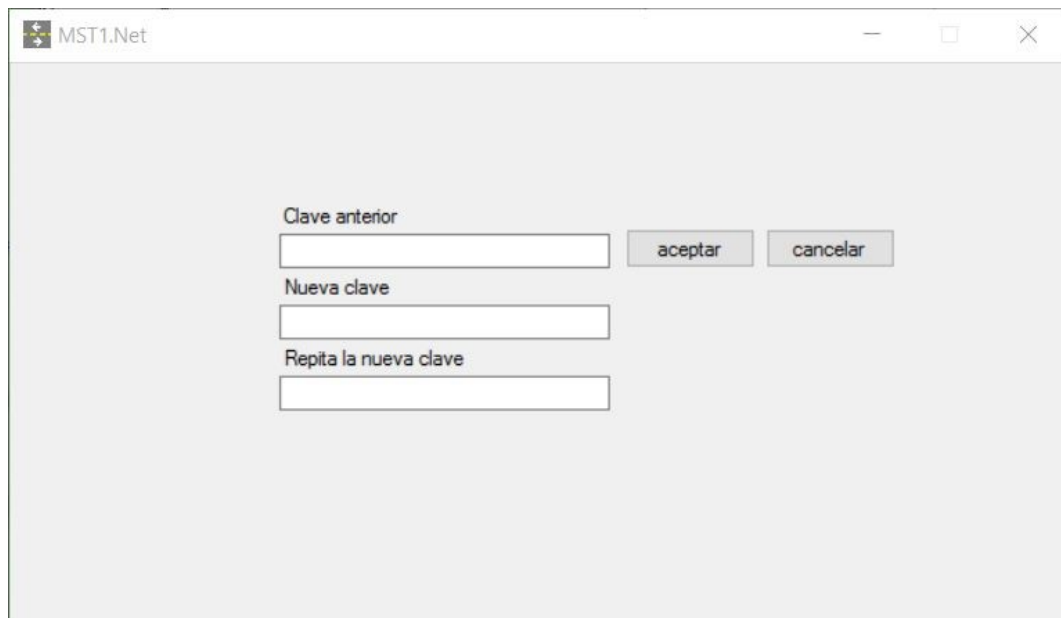 MST1.Net
Clave anterior
aceptar cancelar
Nueva clave
Repita la nueva clave